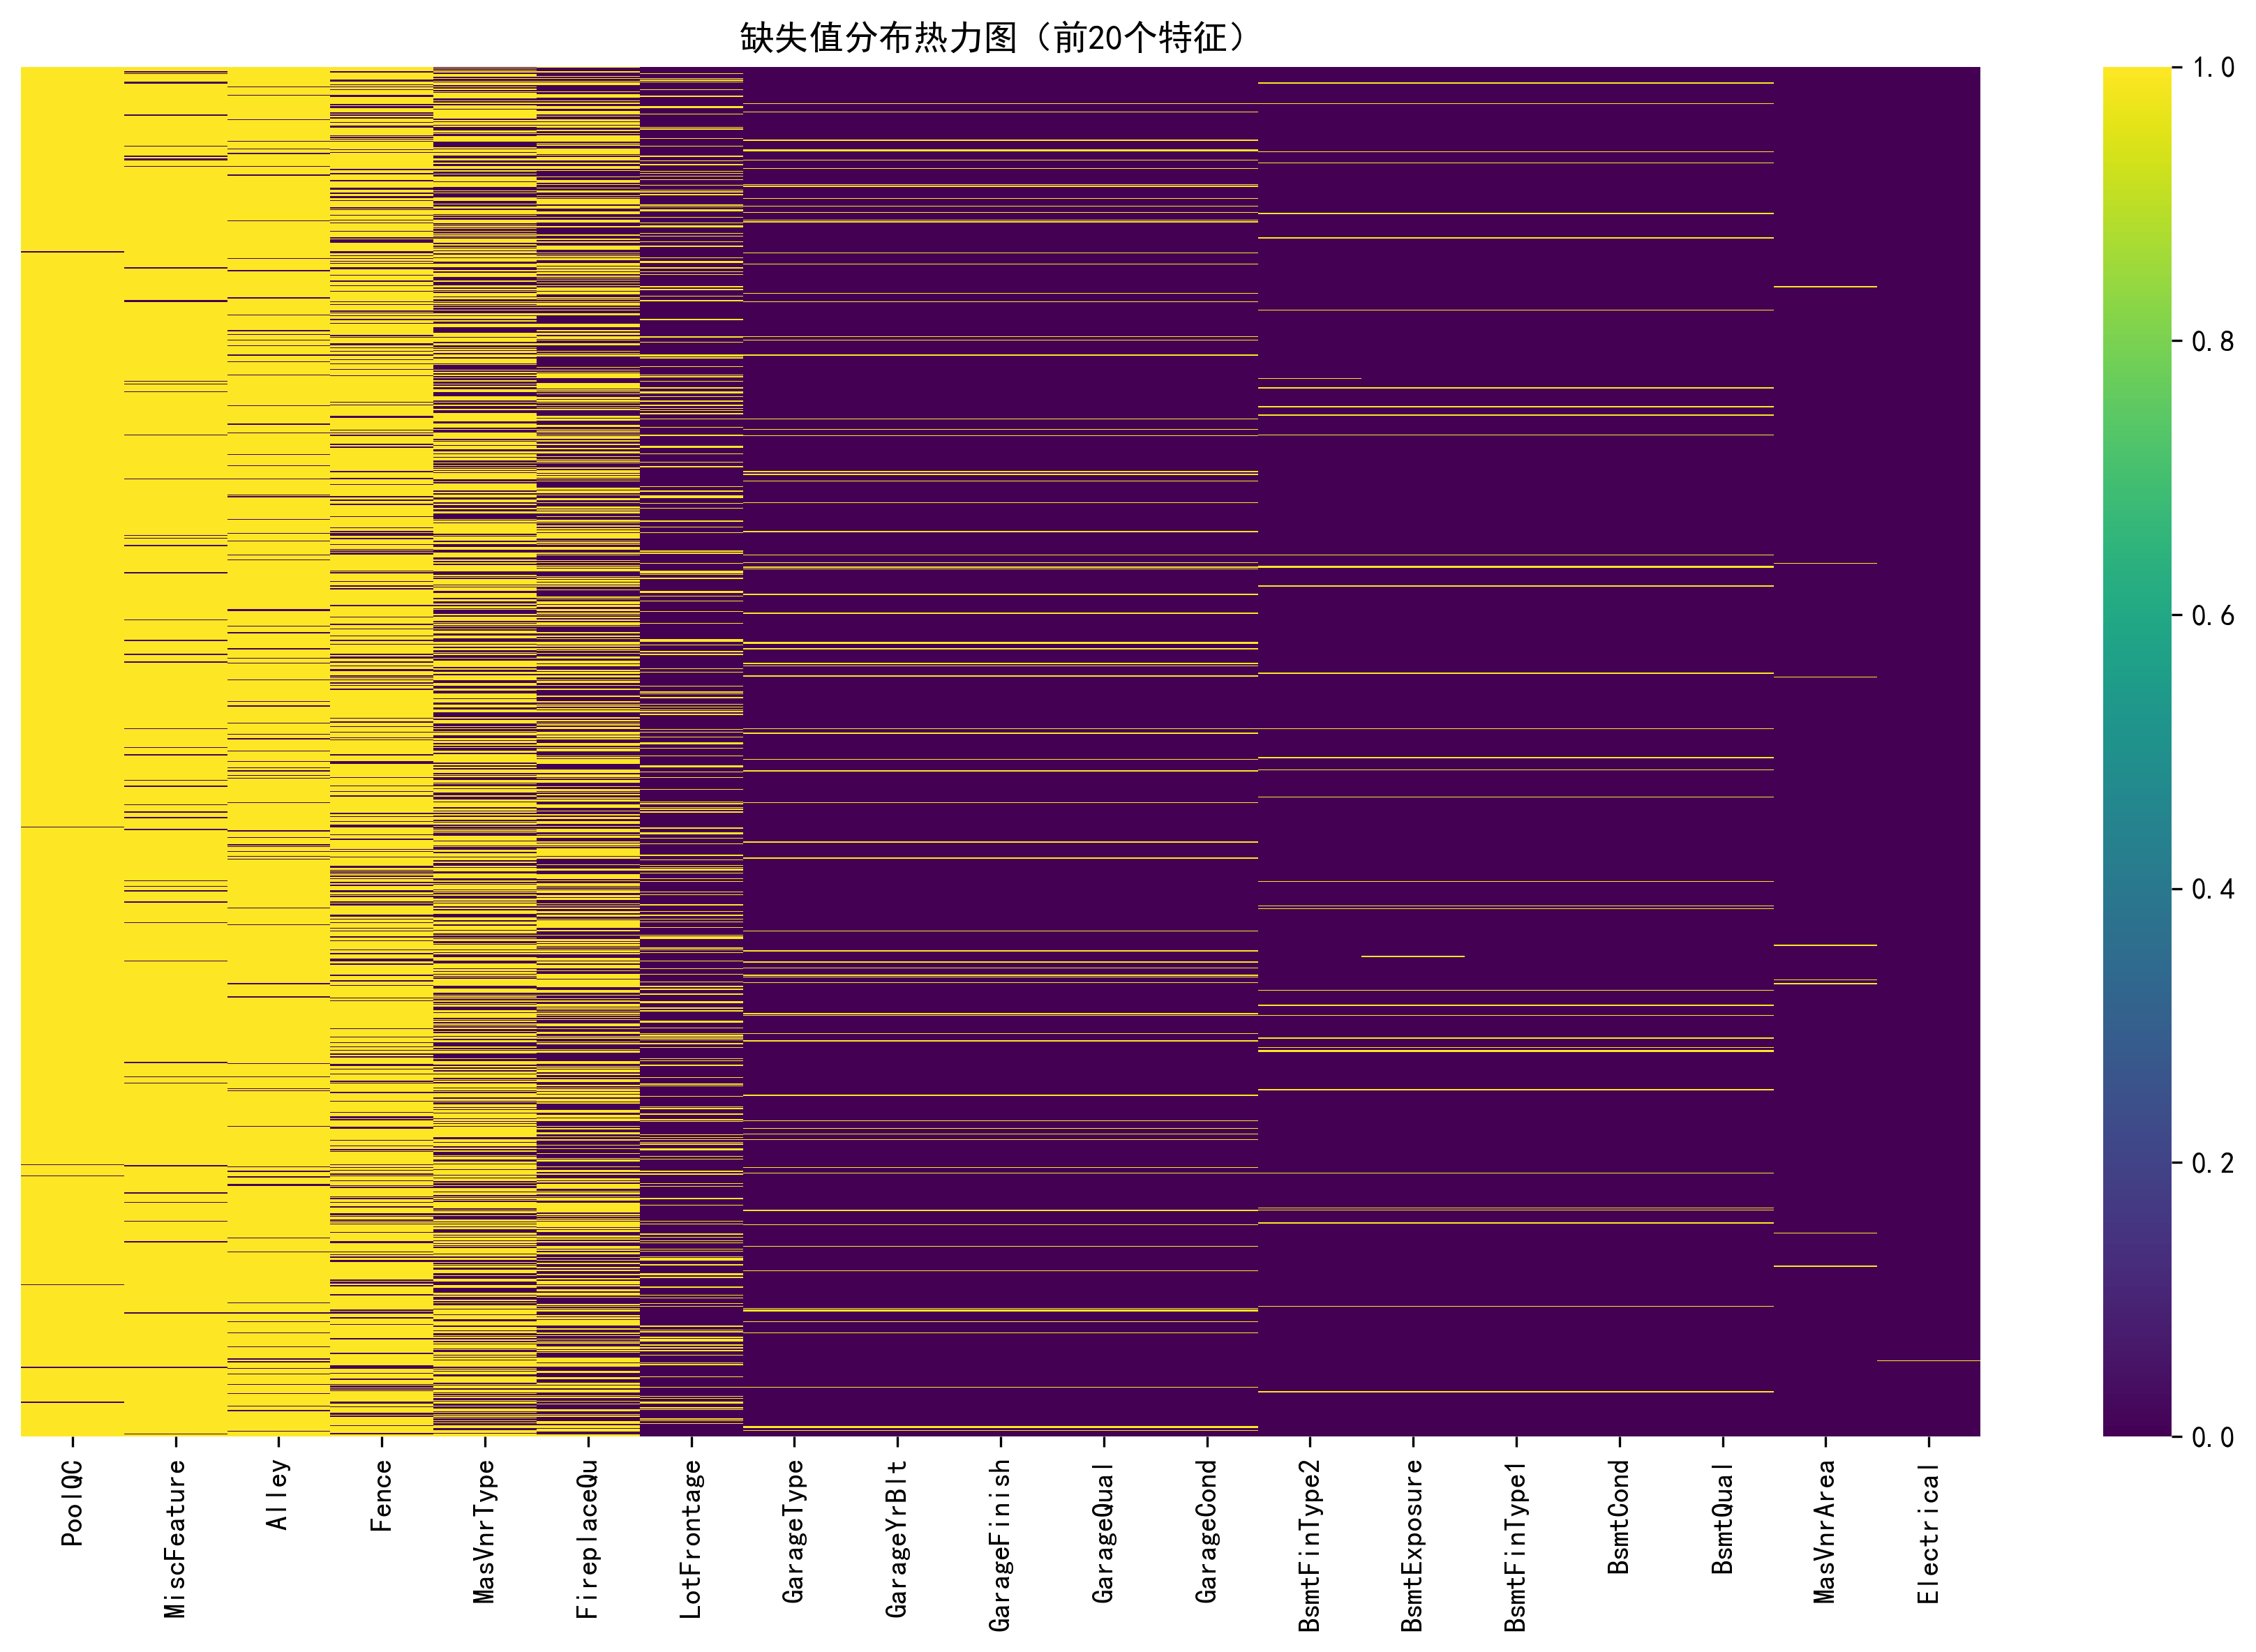 缺失值分布热力图（前20个特征）
1.0
0.8
0.6
0.4
0.2
0.0
PoolQC
MiscFeature
Alley
Fence
MasVnrType
FireplaceQu
LotFrontage
GarageType
GarageYrBlt
GarageFinish
GarageQual
GarageCond
BsmtFinType2
BsmtExposure
BsmtFinType1
BsmtCond
BsmtQual
MasVnrArea
Electrical